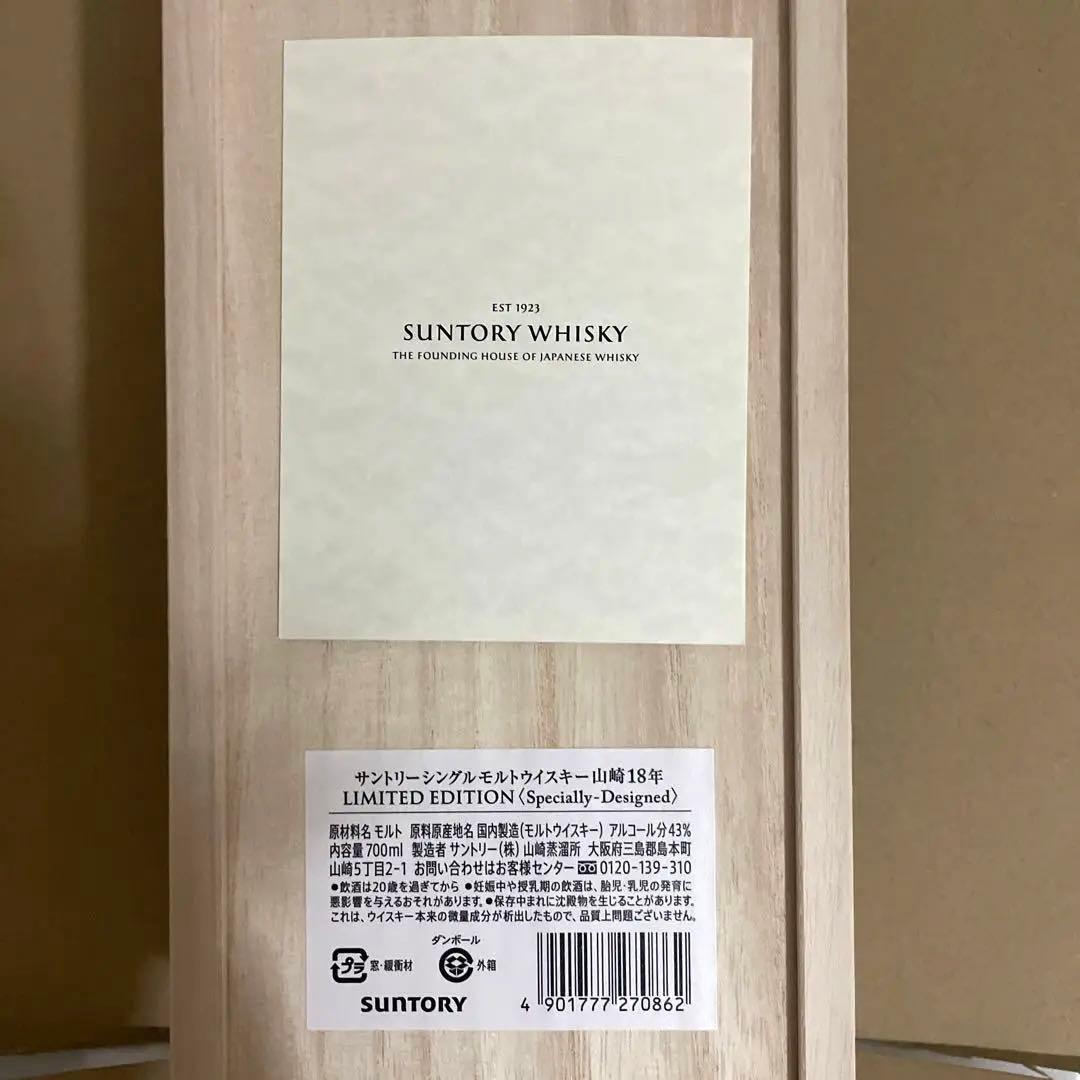 EST 1923
SUNTORY WHISKY
THE FOUNDING HOUSE OF JAPANESE WHISKY
サントリーシングルモルトウイスキー山崎18年
LIMITED EDITION〈Specially-Designed〉
原材料名 モルト 原料原産地名 国内製造(モルトウイスキー) アルコール分43%
内容量700ml 製造者 サントリー(株) 山崎蒸溜所 大阪府三島郡島本町
山崎5丁目2-1 お問い合わせはお客様センター 0120-139-310
●飲酒は20歳を過ぎてから ●妊娠中や授乳期の飲酒は、胎児・乳児の発育に
悪影響を与えるおそれがあります。●保存中まれに沈殿物を生じることがあります。
これは、ウイスキー本来の微量成分が析出したもので、品質上問題ございません。
プラ 窓・緩衝材
ダンボール
外箱
SUNTORY
4 901777 270862